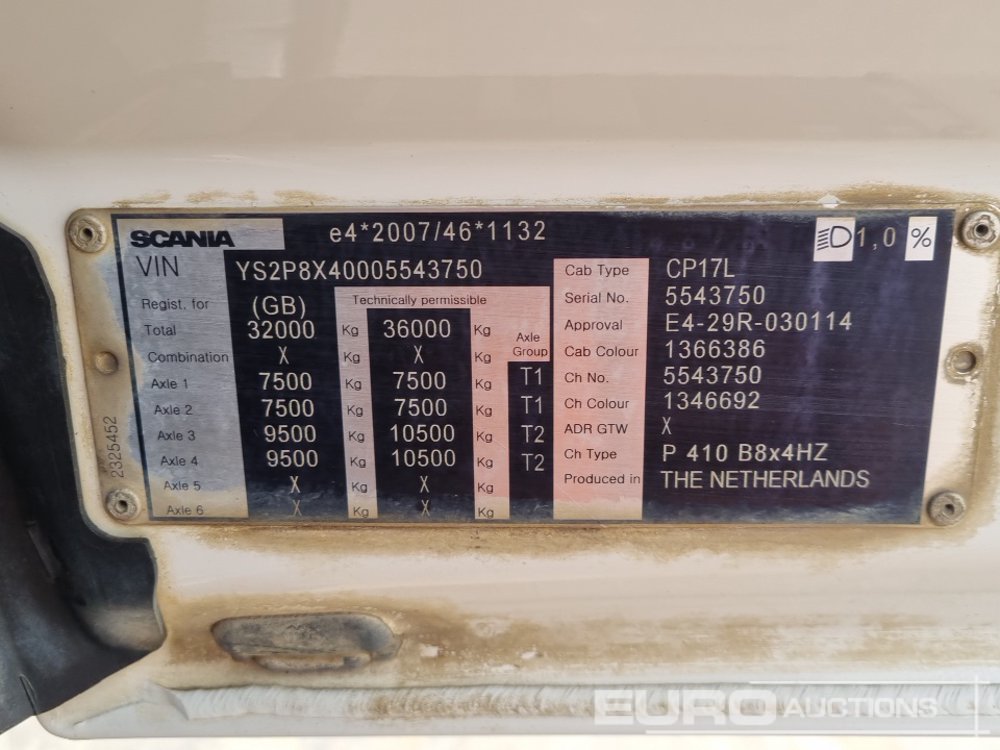 SCANIA e4*2007/46*1132 1,0 %
VIN YS2P8X40005543750
Regist. for (GB) Technically permissible
Total 32000 Kg 36000 Kg Axle Group
Combination X Kg X Kg
Axle 1 7500 Kg 7500 Kg T1
Axle 2 7500 Kg 7500 Kg T1
Axle 3 9500 Kg 10500 Kg T2
Axle 4 9500 Kg 10500 Kg T2
Axle 5 X Kg X Kg
Axle 6 X Kg X Kg
2325452
Cab Type CP17L
Serial No. 5543750
Approval E4-29R-030114
Cab Colour 1366386
Ch No. 5543750
Ch Colour 1346692
ADR GTW X
Ch Type P 410 B8x4HZ
Produced in THE NETHERLANDS
EURO AUCTIONS